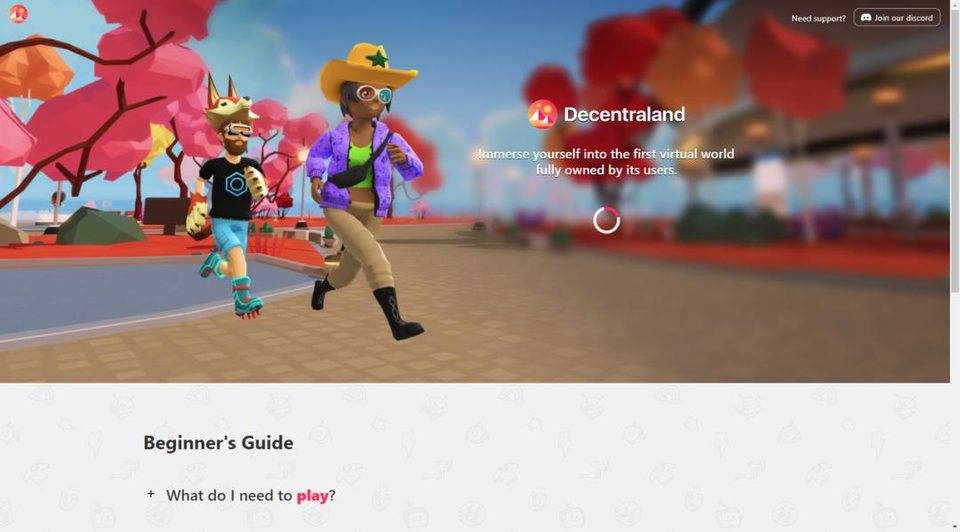 Need support?
Join our discord
Decentraland
Immerse yourself into the first virtual world
fully owned by its users.
Beginner's Guide
+ What do I need to play?